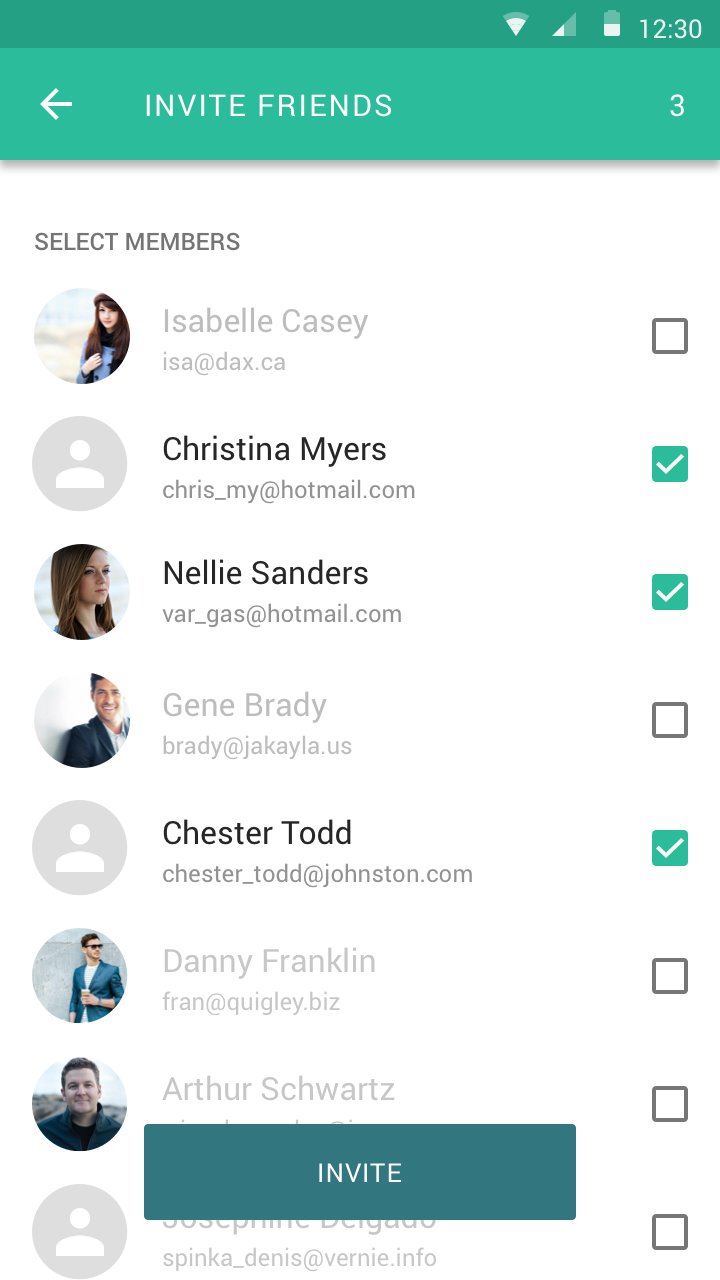 12:30
INVITE FRIENDS 3
SELECT MEMBERS
Isabelle Casey
isa@dax.ca
Christina Myers
chris_my@hotmail.com
Nellie Sanders
var_gas@hotmail.com
Gene Brady
brady@jakayla.us
Chester Todd
chester_todd@johnston.com
Danny Franklin
fran@quigley.biz
Arthur Schwartz
INVITE
Josephine Delgado
spinka_denis@vernie.info